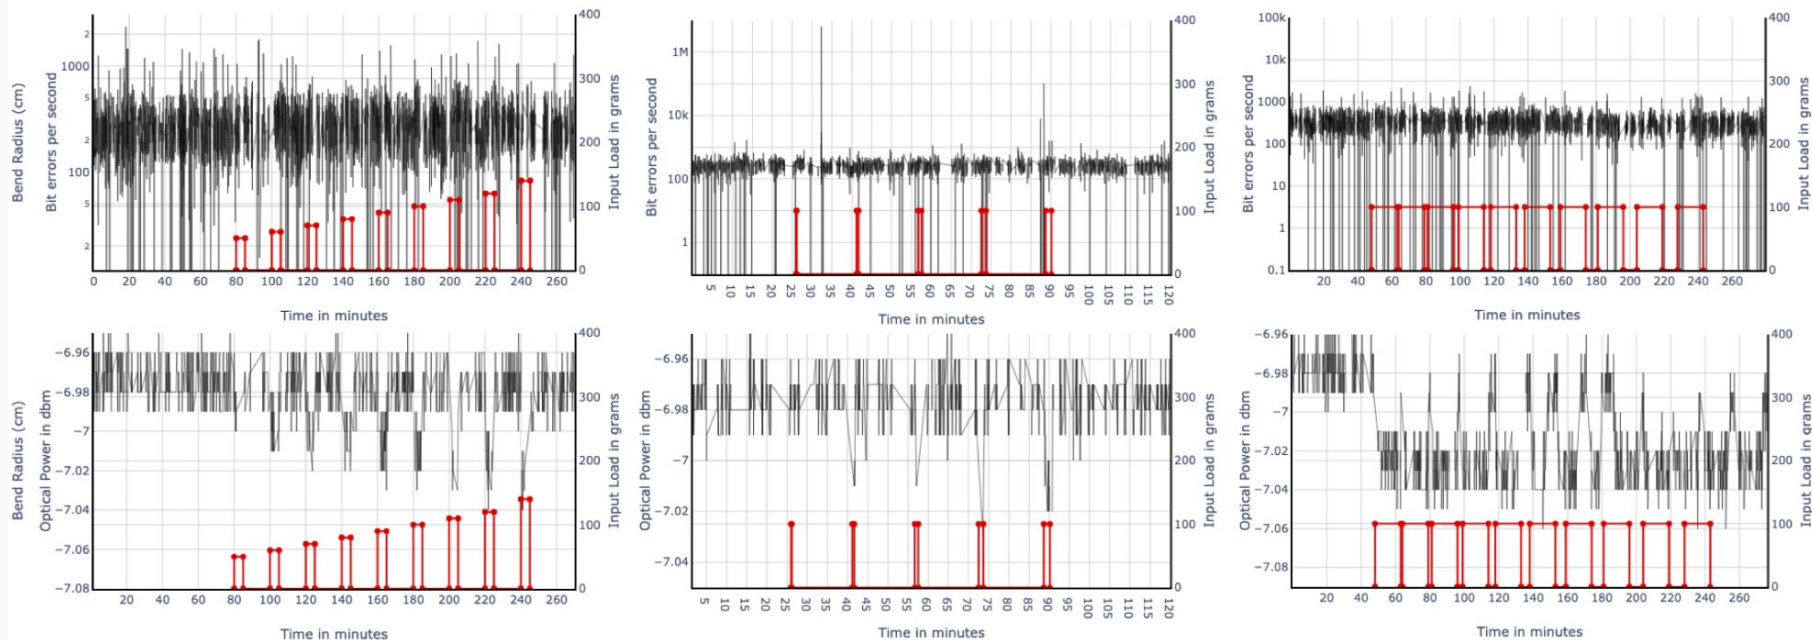 Bend Radius (cm)
Bit errors per second
2
1000
5
2
100
5
2
0 20 40 60 80 100 120 140 160 180 200 220 240 260
Time in minutes
400
300
200
100
0
Input Load in grams
Bit errors per second
1M
10k
100
1
5 10 15 20 25 30 35 40 45 50 55 60 65 70 75 80 85 90 95 100 105 110 115 120
Time in minutes
400
300
200
100
0
Input Load in grams
Bit errors per second
100k
10k
1000
100
10
1
0.1
20 40 60 80 100 120 140 160 180 200 220 240 260
Time in minutes
400
300
200
100
0
Input Load in grams
Bend Radius (cm)
Optical Power in dbm
−6.96
−6.98
−7
−7.02
−7.04
−7.06
−7.08
20 40 60 80 100 120 140 160 180 200 220 240 260
Time in minutes
400
300
200
100
0
Input Load in grams
Optical Power in dbm
−6.96
−6.98
−7
−7.02
−7.04
5 10 15 20 25 30 35 40 45 50 55 60 65 70 75 80 85 90 95 100 105 110 115 120
Time in minutes
400
300
200
100
0
Input Load in grams
Optical Power in dbm
−6.96
−6.98
−7
−7.02
−7.04
−7.06
−7.08
20 40 60 80 100 120 140 160 180 200 220 240 260
Time in minutes
400
300
200
100
0
Input Load in grams